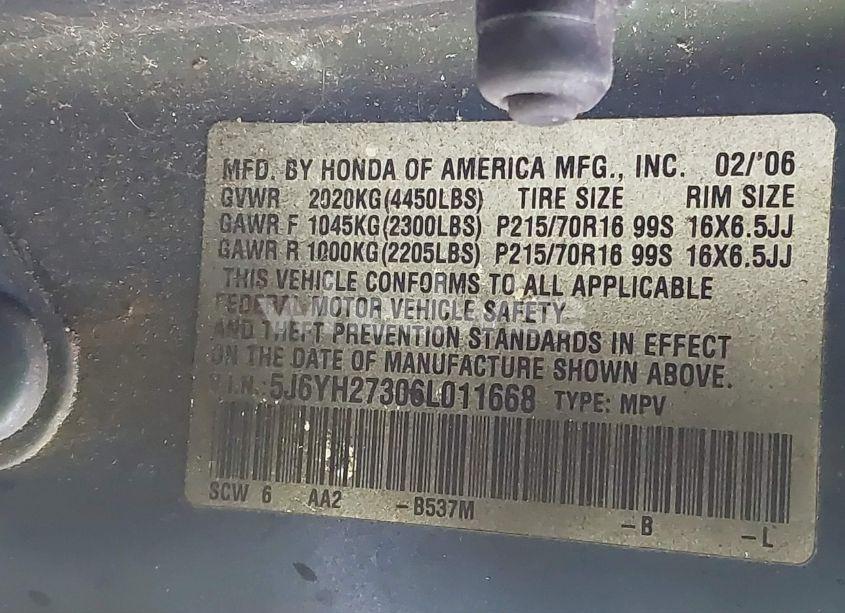 MFD. BY HONDA OF AMERICA MFG., INC. 02/'06
GVWR 2020KG(4450LBS) TIRE SIZE RIM SIZE
GAWR F 1045KG(2300LBS) P215/70R16 99S 16X6.5JJ
GAWR R 1000KG(2205LBS) P215/70R16 99S 16X6.5JJ
THIS VEHICLE CONFORMS TO ALL APPLICABLE
FEDERAL MOTOR VEHICLE SAFETY
AND THEFT PREVENTION STANDARDS IN EFFECT
ON THE DATE OF MANUFACTURE SHOWN ABOVE.
V.I.N.: 5J6YH27306L011668 TYPE: MPV
SCW 6 AA2 -B537M -B -L